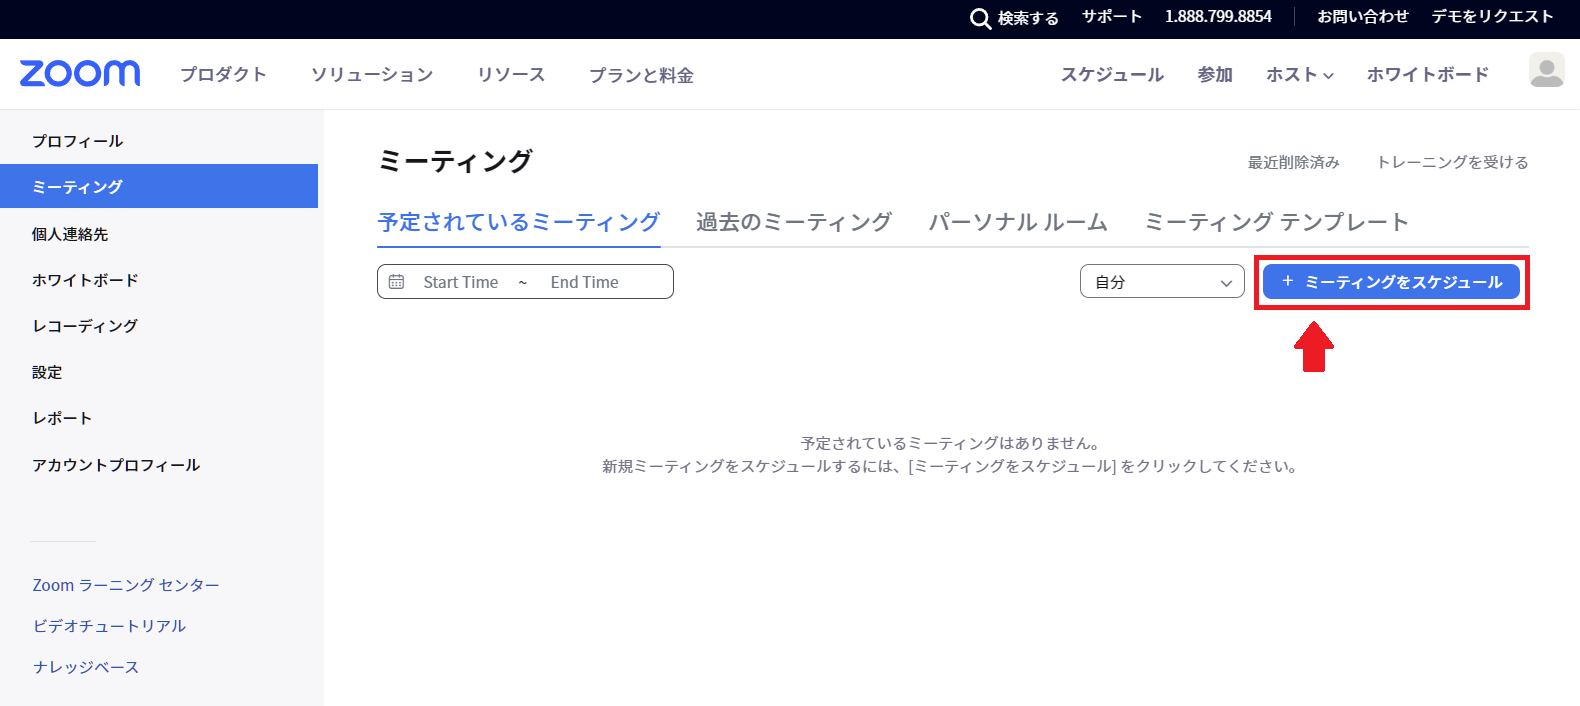 検索する サポート 1.888.799.8854 お問い合わせ デモをリクエスト
zoom プロダクト ソリューション リソース プランと料金 スケジュール 参加 ホスト ホワイトボード
プロフィール
ミーティング
個人連絡先
ホワイトボード
レコーディング
設定
レポート
アカウントプロフィール
Zoom ラーニング センター
ビデオチュートリアル
ナレッジベース
ミーティング 最近削除済み トレーニングを受ける
予定されているミーティング 過去のミーティング パーソナル ルーム ミーティング テンプレート
Start Time ~ End Time 自分 + ミーティングをスケジュール
予定されているミーティングはありません。
新規ミーティングをスケジュールするには、[ミーティングをスケジュール] をクリックしてください。